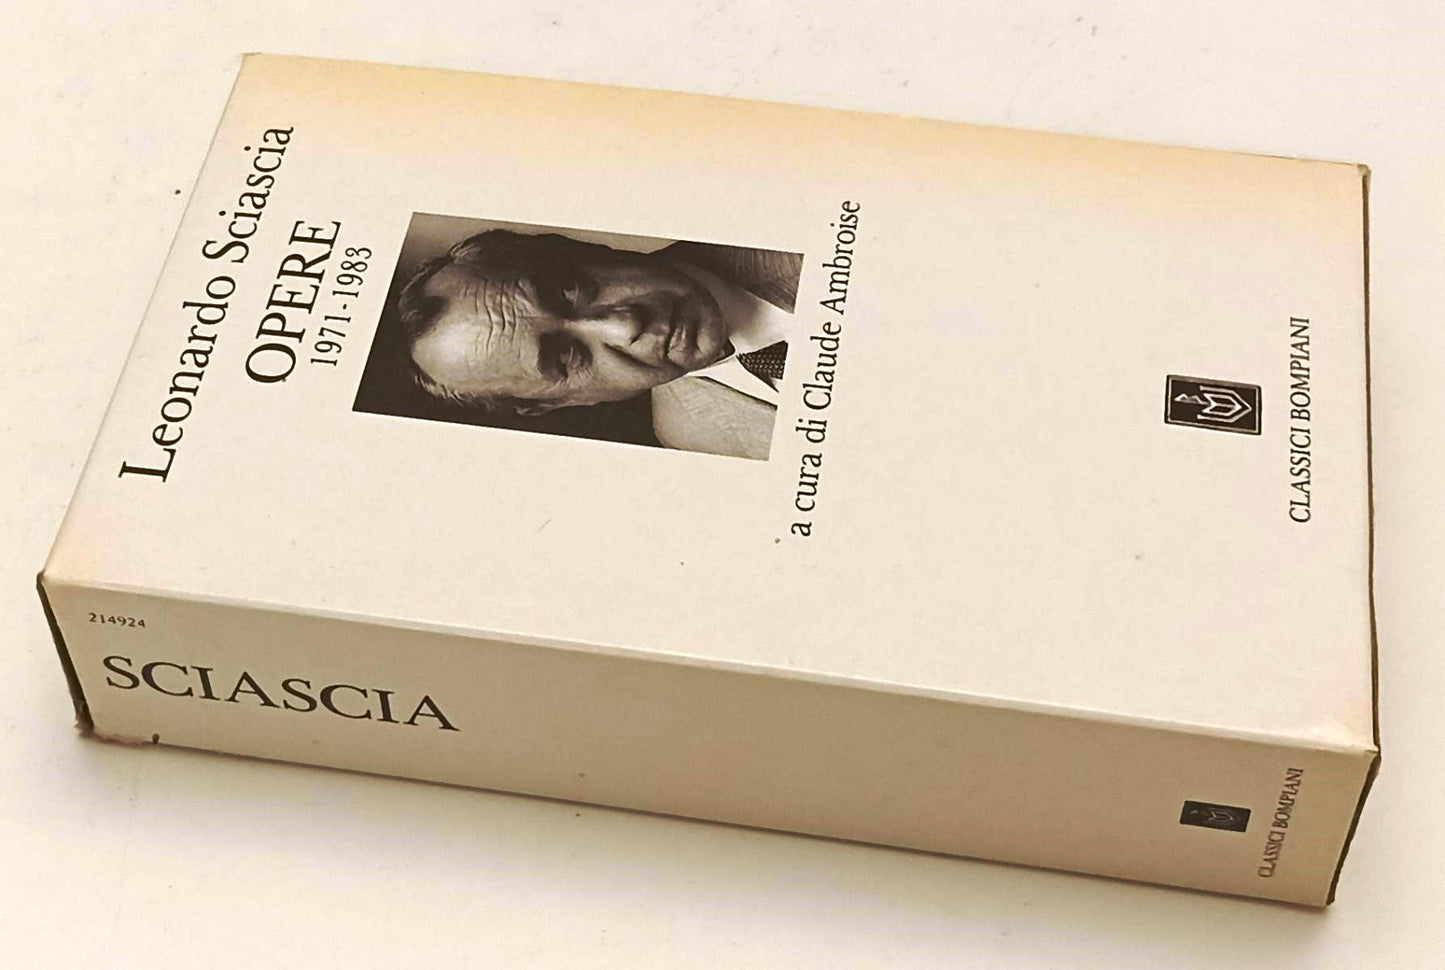 Leonardo Sciascia
OPERE
1971-1983
a cura di Claude Ambroise
CLASSICI BOMPIANI
214924
SCIASCIA
CLASSICI BOMPIANI